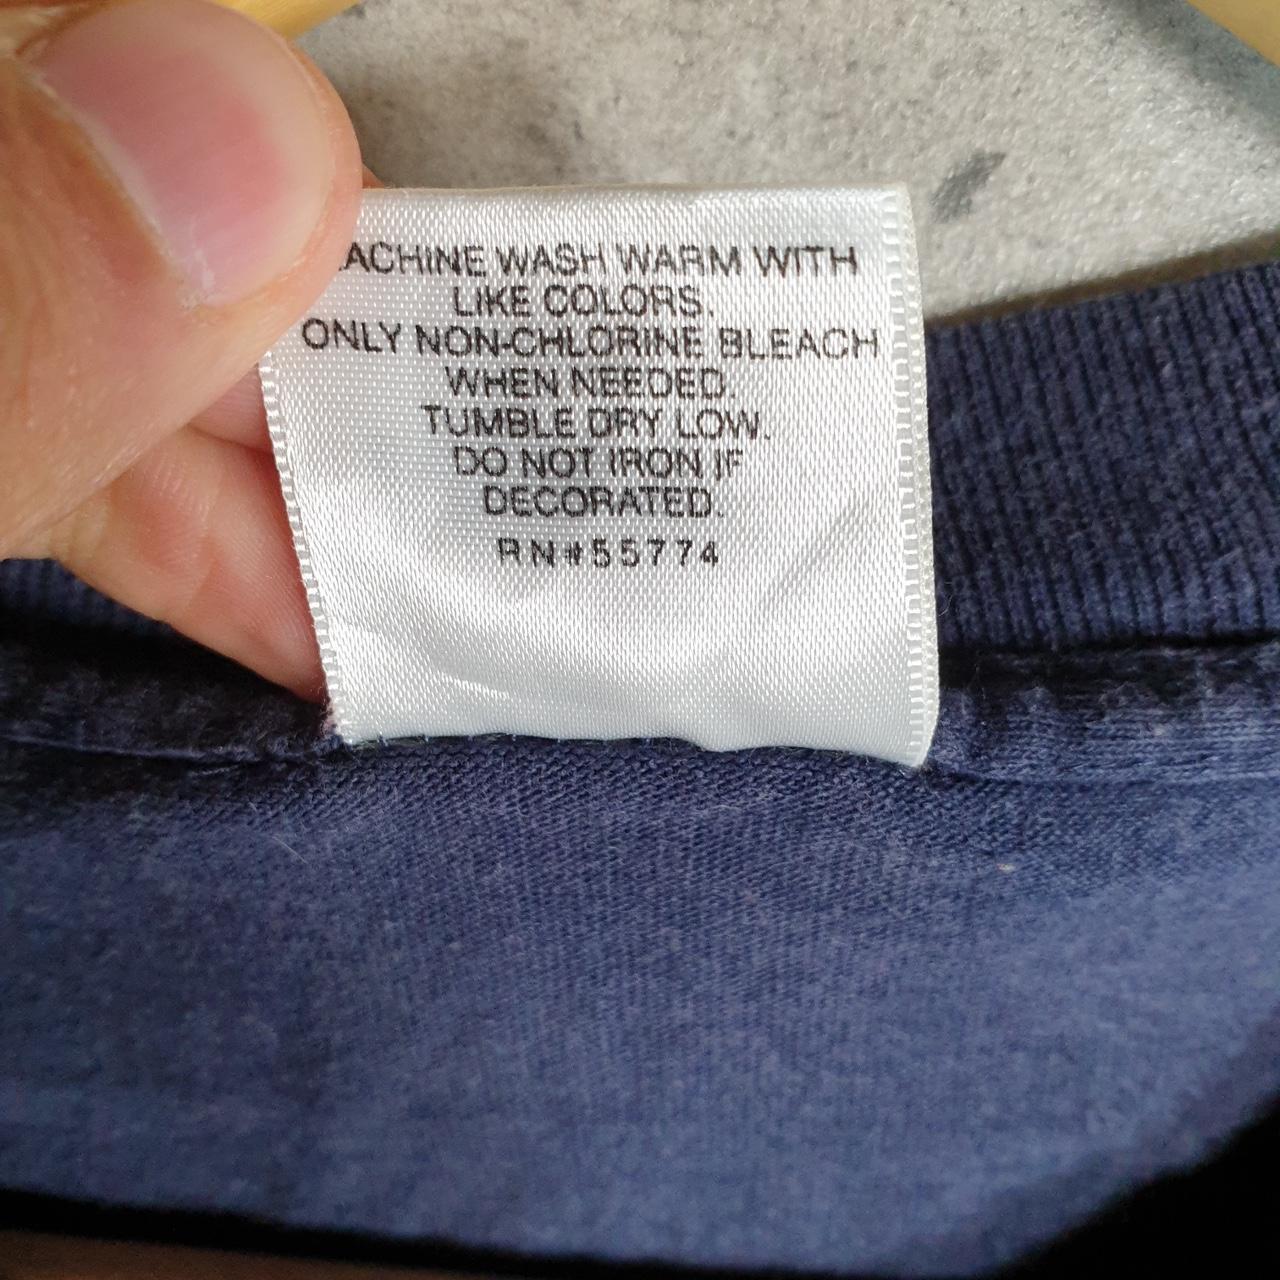 ACHINE WASH WARM WITH
LIKE COLORS.
ONLY NON-CHLORINE BLEACH
WHEN NEEDED.
TUMBLE DRY LOW.
DO NOT IRON IF
DECORATED.
RN#55774